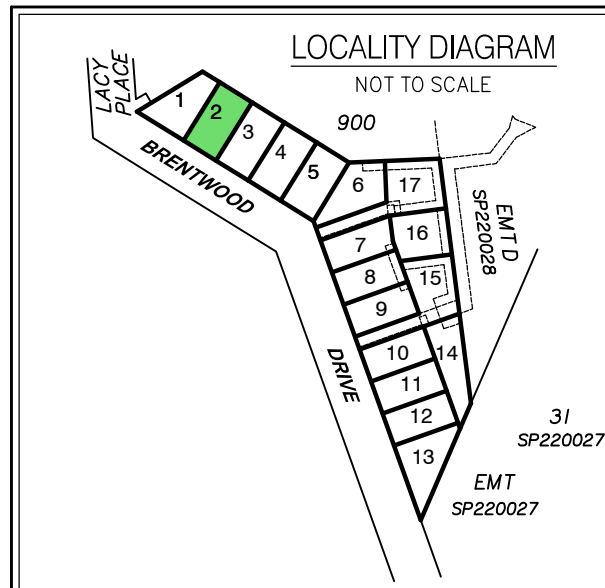 LOCALITY DIAGRAM
NOT TO SCALE
LACY
PLACE
1
2
3
4
5
900
6
17
BRENTWOOD
7
16
EMT D
SP220028
8
15
9
DRIVE
10
14
11
12
13
31
SP220027
EMT
SP220027